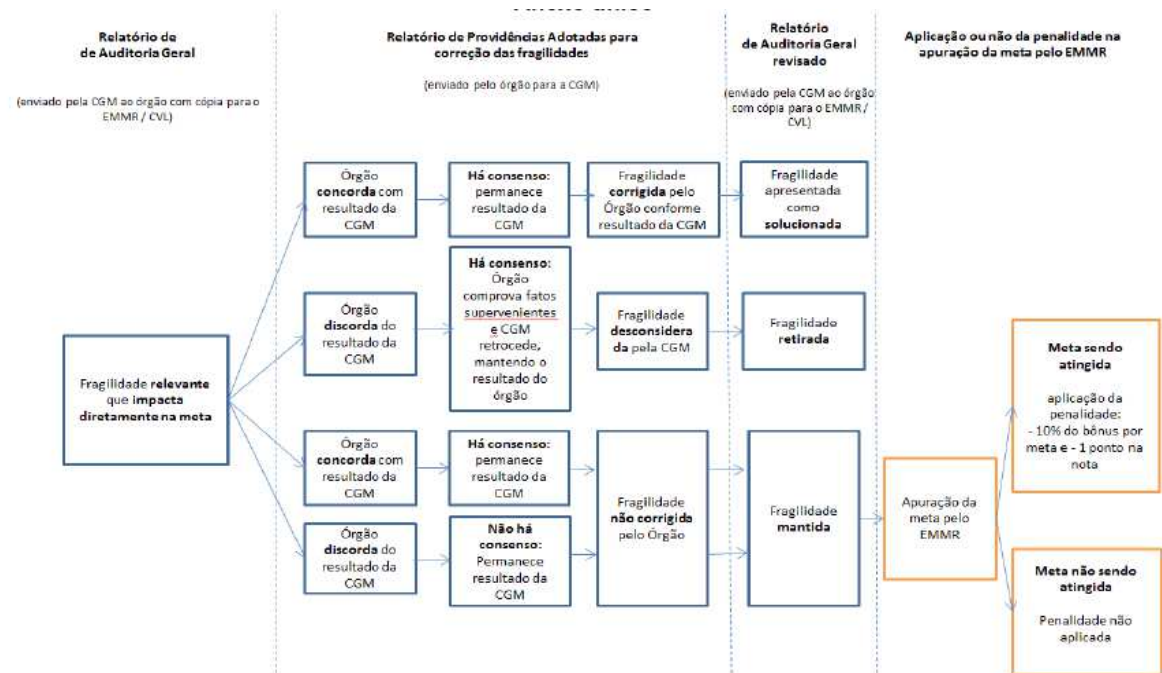 Anexo único
Relatório de
de Auditoria Geral
(enviado pela CGM ao órgão com cópia para o
EMMR / CVL)
Relatório de Providências Adotadas para
correção das fragilidades
(enviado pelo órgão para a CGM)
Relatório
de Auditoria Geral
revisado
(enviado pela CGM ao órgão
com cópia para o EMMR /
CVL)
Aplicação ou não da penalidade na
apuração da meta pelo EMMR
Fragilidade relevante
que impacta
diretamente na meta
Órgão
concorda com
resultado da
CGM
Há consenso:
permanece
resultado da
CGM
Fragilidade
corrigida pelo
Órgão conforme
resultado da CGM
Fragilidade
apresentada
como
solucionada
Órgão
discorda do
resultado da
CGM
Há consenso:
Órgão
comprova fatos
supervenientes
e CGM
retrocede,
mantendo o
resultado do
órgão
Fragilidade
desconsidera
da pela CGM
Fragilidade
retirada
Órgão
concorda com
resultado da
CGM
Há consenso:
permanece
resultado da
CGM
Órgão
discorda do
resultado da
CGM
Não há
consenso:
Permanece
resultado da
CGM
Fragilidade
não corrigida
pelo Órgão
Fragilidade
mantida
Apuração da
meta pelo
EMMR
Meta sendo
atingida
aplicação da
penalidade:
- 10% do bônus por
meta e - 1 ponto na
nota
Meta não sendo
atingida
Penalidade não
aplicada